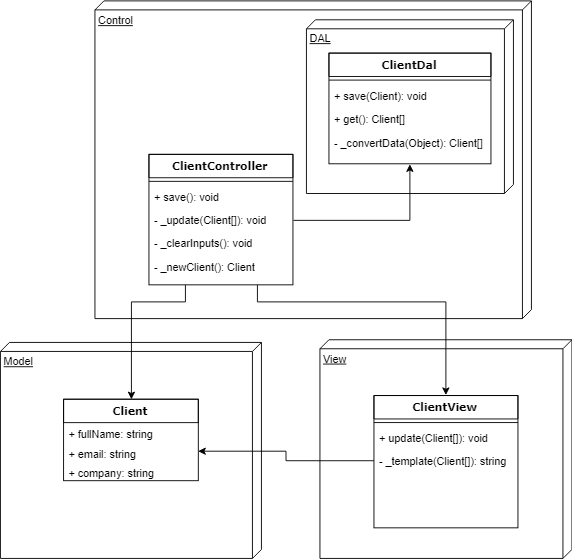 Control
DAL
ClientDal
+ save(Client): void
+ get(): Client[]
- _convertData(Object): Client[]
ClientController
+ save(): void
- _update(Client[]): void
- _clearInputs(): void
- _newClient(): Client
Model
Client
+ fullName: string
+ email: string
+ company: string
View
ClientView
+ update(Client[]): void
- _template(Client[]): string